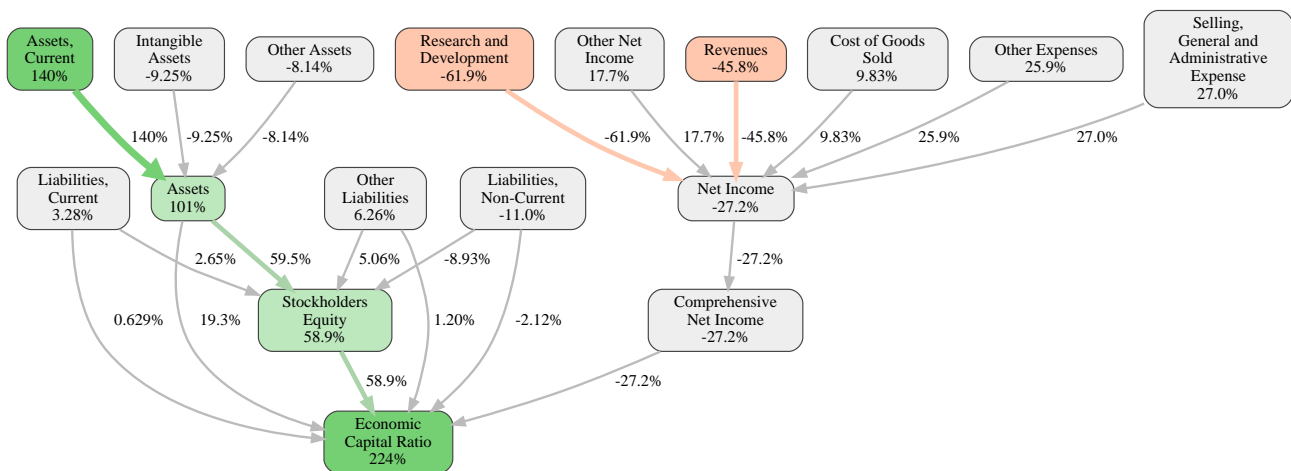 Assets,
Current
140%
Intangible
Assets
-9.25%
Other Assets
-8.14%
Research and
Development
-61.9%
Other Net
Income
17.7%
Revenues
-45.8%
Cost of Goods
Sold
9.83%
Other Expenses
25.9%
Selling,
General and
Administrative
Expense
27.0%
140%
-9.25%
-8.14%
-61.9%
17.7%
-45.8%
9.83%
25.9%
27.0%
Liabilities,
Current
3.28%
Assets
101%
Other
Liabilities
6.26%
Liabilities,
Non-Current
-11.0%
Net Income
-27.2%
2.65%
59.5%
5.06%
-8.93%
-27.2%
Stockholders
Equity
58.9%
Comprehensive
Net Income
-27.2%
0.629%
19.3%
1.20%
-2.12%
58.9%
-27.2%
Economic
Capital Ratio
224%